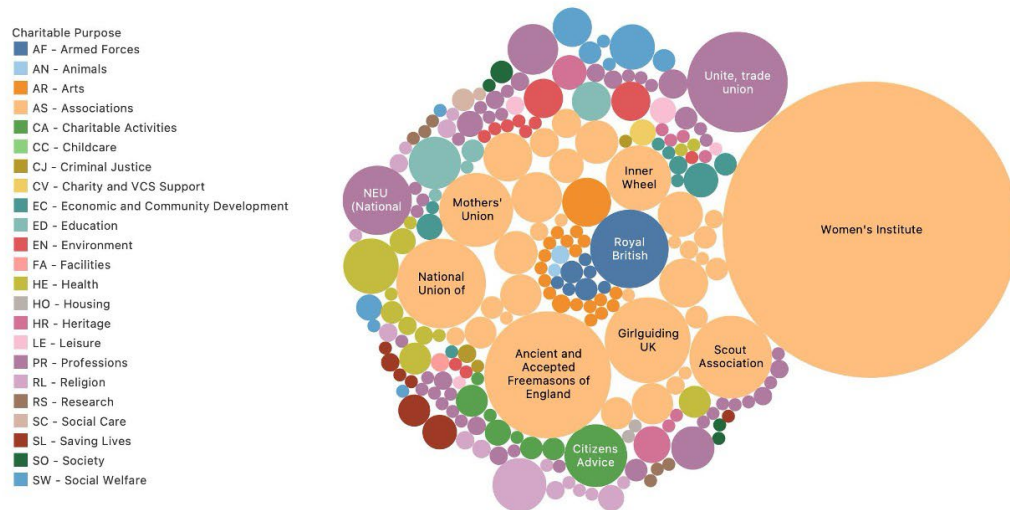 Charitable Purpose
AF - Armed Forces
AN - Animals
AR - Arts
AS - Associations
CA - Charitable Activities
CC - Childcare
CJ - Criminal Justice
CV - Charity and VCS Support
EC - Economic and Community Development
ED - Education
EN - Environment
FA - Facilities
HE - Health
HO - Housing
HR - Heritage
LE - Leisure
PR - Professions
RL - Religion
RS - Research
SC - Social Care
SL - Saving Lives
SO - Society
SW - Social Welfare
Unite, trade
union
Inner
Wheel
NEU
(National
Mothers'
Union
Women's Institute
Royal
British
National
Union of
Girlguiding
UK
Scout
Association
Ancient and
Accepted
Freemasons of
England
Citizens
Advice